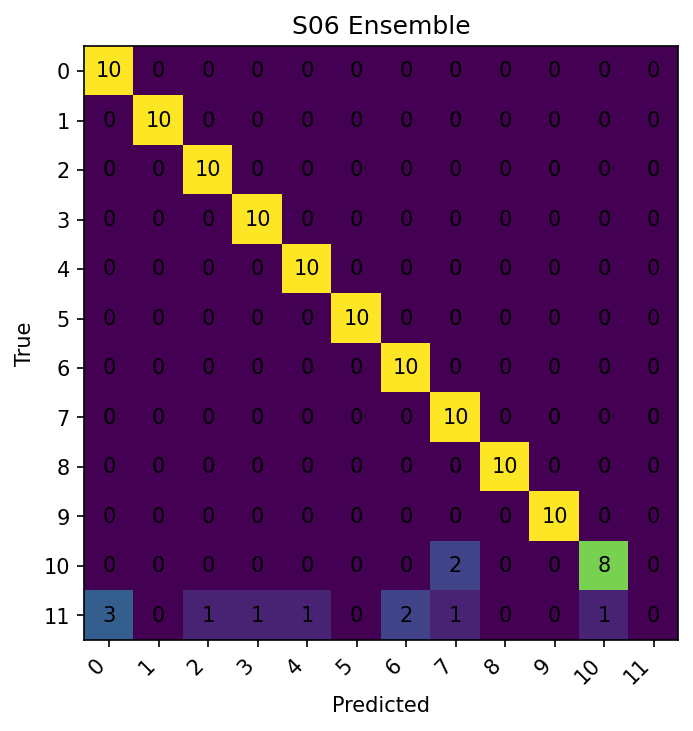 S06 Ensemble
0 10 0 0 0 0 0 0 0 0 0 0 0
1 0 10 0 0 0 0 0 0 0 0 0 0
2 0 0 10 0 0 0 0 0 0 0 0 0
3 0 0 0 10 0 0 0 0 0 0 0 0
4 0 0 0 0 10 0 0 0 0 0 0 0
5 0 0 0 0 0 10 0 0 0 0 0 0
6 0 0 0 0 0 0 10 0 0 0 0 0
7 0 0 0 0 0 0 0 10 0 0 0 0
8 0 0 0 0 0 0 0 0 10 0 0 0
9 0 0 0 0 0 0 0 0 0 10 0 0
10 0 0 0 0 0 0 0 2 0 0 8 0
11 3 0 1 1 1 0 2 1 0 0 1 0
True
0 1 2 3 4 5 6 7 8 9 10 11
Predicted